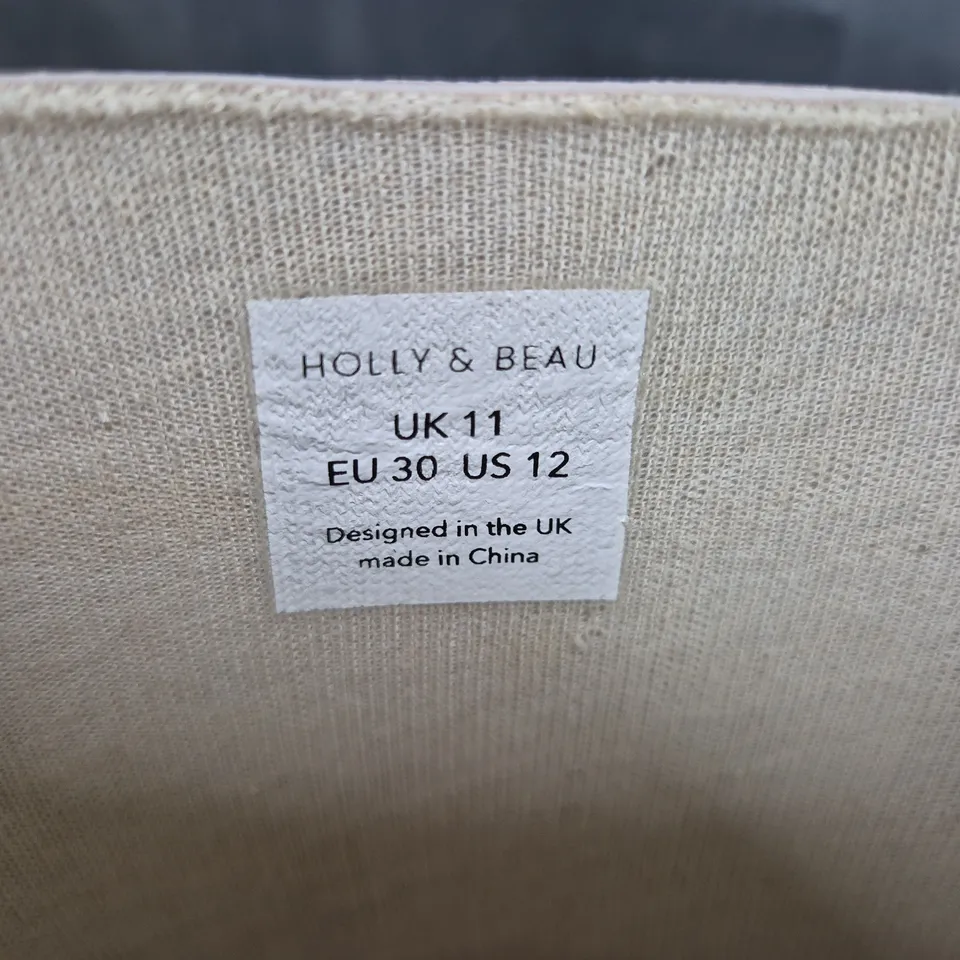 HOLLY & BEAU
UK 11
EU 30 US 12
Designed in the UK
made in China